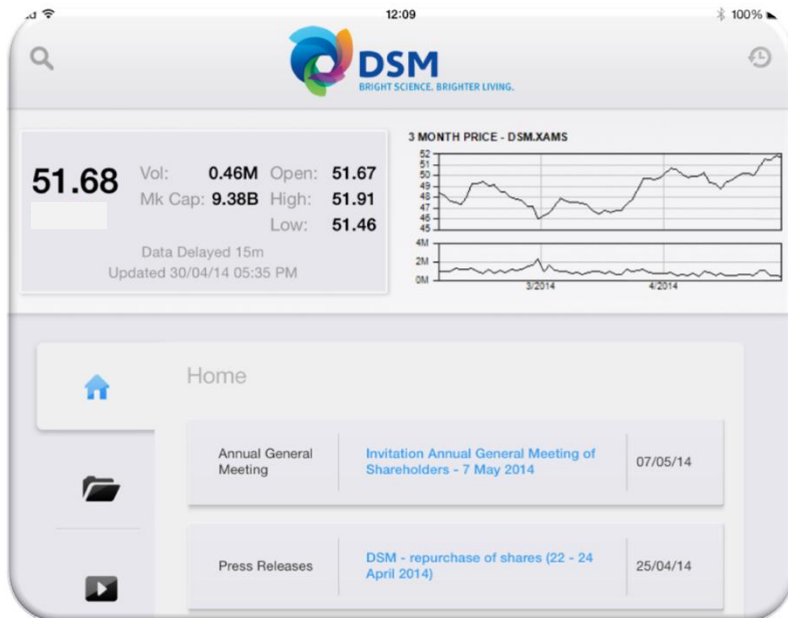 12:09
100%
DSM
BRIGHT SCIENCE. BRIGHTER LIVING.
51.68
Vol: 0.46M Open: 51.67
Mk Cap: 9.38B High: 51.91
Low: 51.46
Data Delayed 15m
Updated 30/04/14 05:35 PM
3 MONTH PRICE - DSM.XAMS
52
51
50
49
48
47
46
45
4M
2M
0M
3/2014 4/2014
Home
Annual General
Meeting
Invitation Annual General Meeting of
Shareholders - 7 May 2014
07/05/14
Press Releases
DSM - repurchase of shares (22 - 24
April 2014)
25/04/14